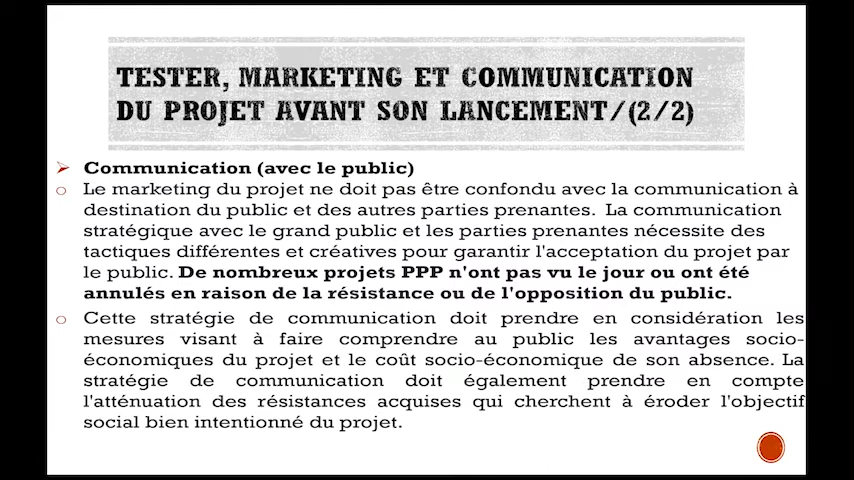 TESTER, MARKETING ET COMMUNICATION
DU PROJET AVANT SON LANCEMENT/(2/2)
Communication (avec le public)
Le marketing du projet ne doit pas être confondu avec la communication à
destination du public et des autres parties prenantes. La communication
stratégique avec le grand public et les parties prenantes nécessite des
tactiques différentes et créatives pour garantir l'acceptation du projet par
le public. De nombreux projets PPP n'ont pas vu le jour ou ont été
annulés en raison de la résistance ou de l'opposition du public.
Cette stratégie de communication doit prendre en considération les
mesures visant à faire comprendre au public les avantages socio-
économiques du projet et le coût socio-économique de son absence. La
stratégie de communication doit également prendre en compte
l'atténuation des résistances acquises qui cherchent à éroder l'objectif
social bien intentionné du projet.